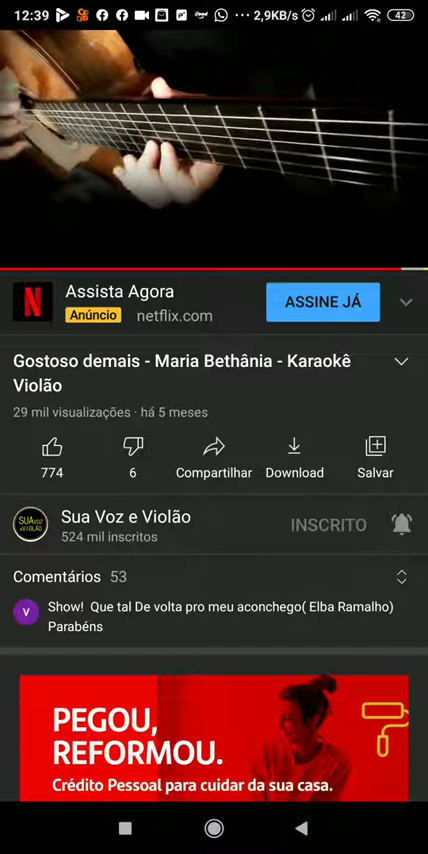 12:39 ... 2,9KB/s 42
Assista Agora
Anúncio netflix.com
ASSINE JÁ
Gostoso demais - Maria Bethânia - Karaokê
Violão
29 mil visualizações · há 5 meses
774 6 Compartilhar Download Salvar
SUA VOZ
Sua Voz e Violão
524 mil inscritos
INSCRITO
Comentários 53
V
Show! Que tal De volta pro meu aconchego( Elba Ramalho)
Parabéns
PEGOU,
REFORMOU.
Crédito Pessoal para cuidar da sua casa.